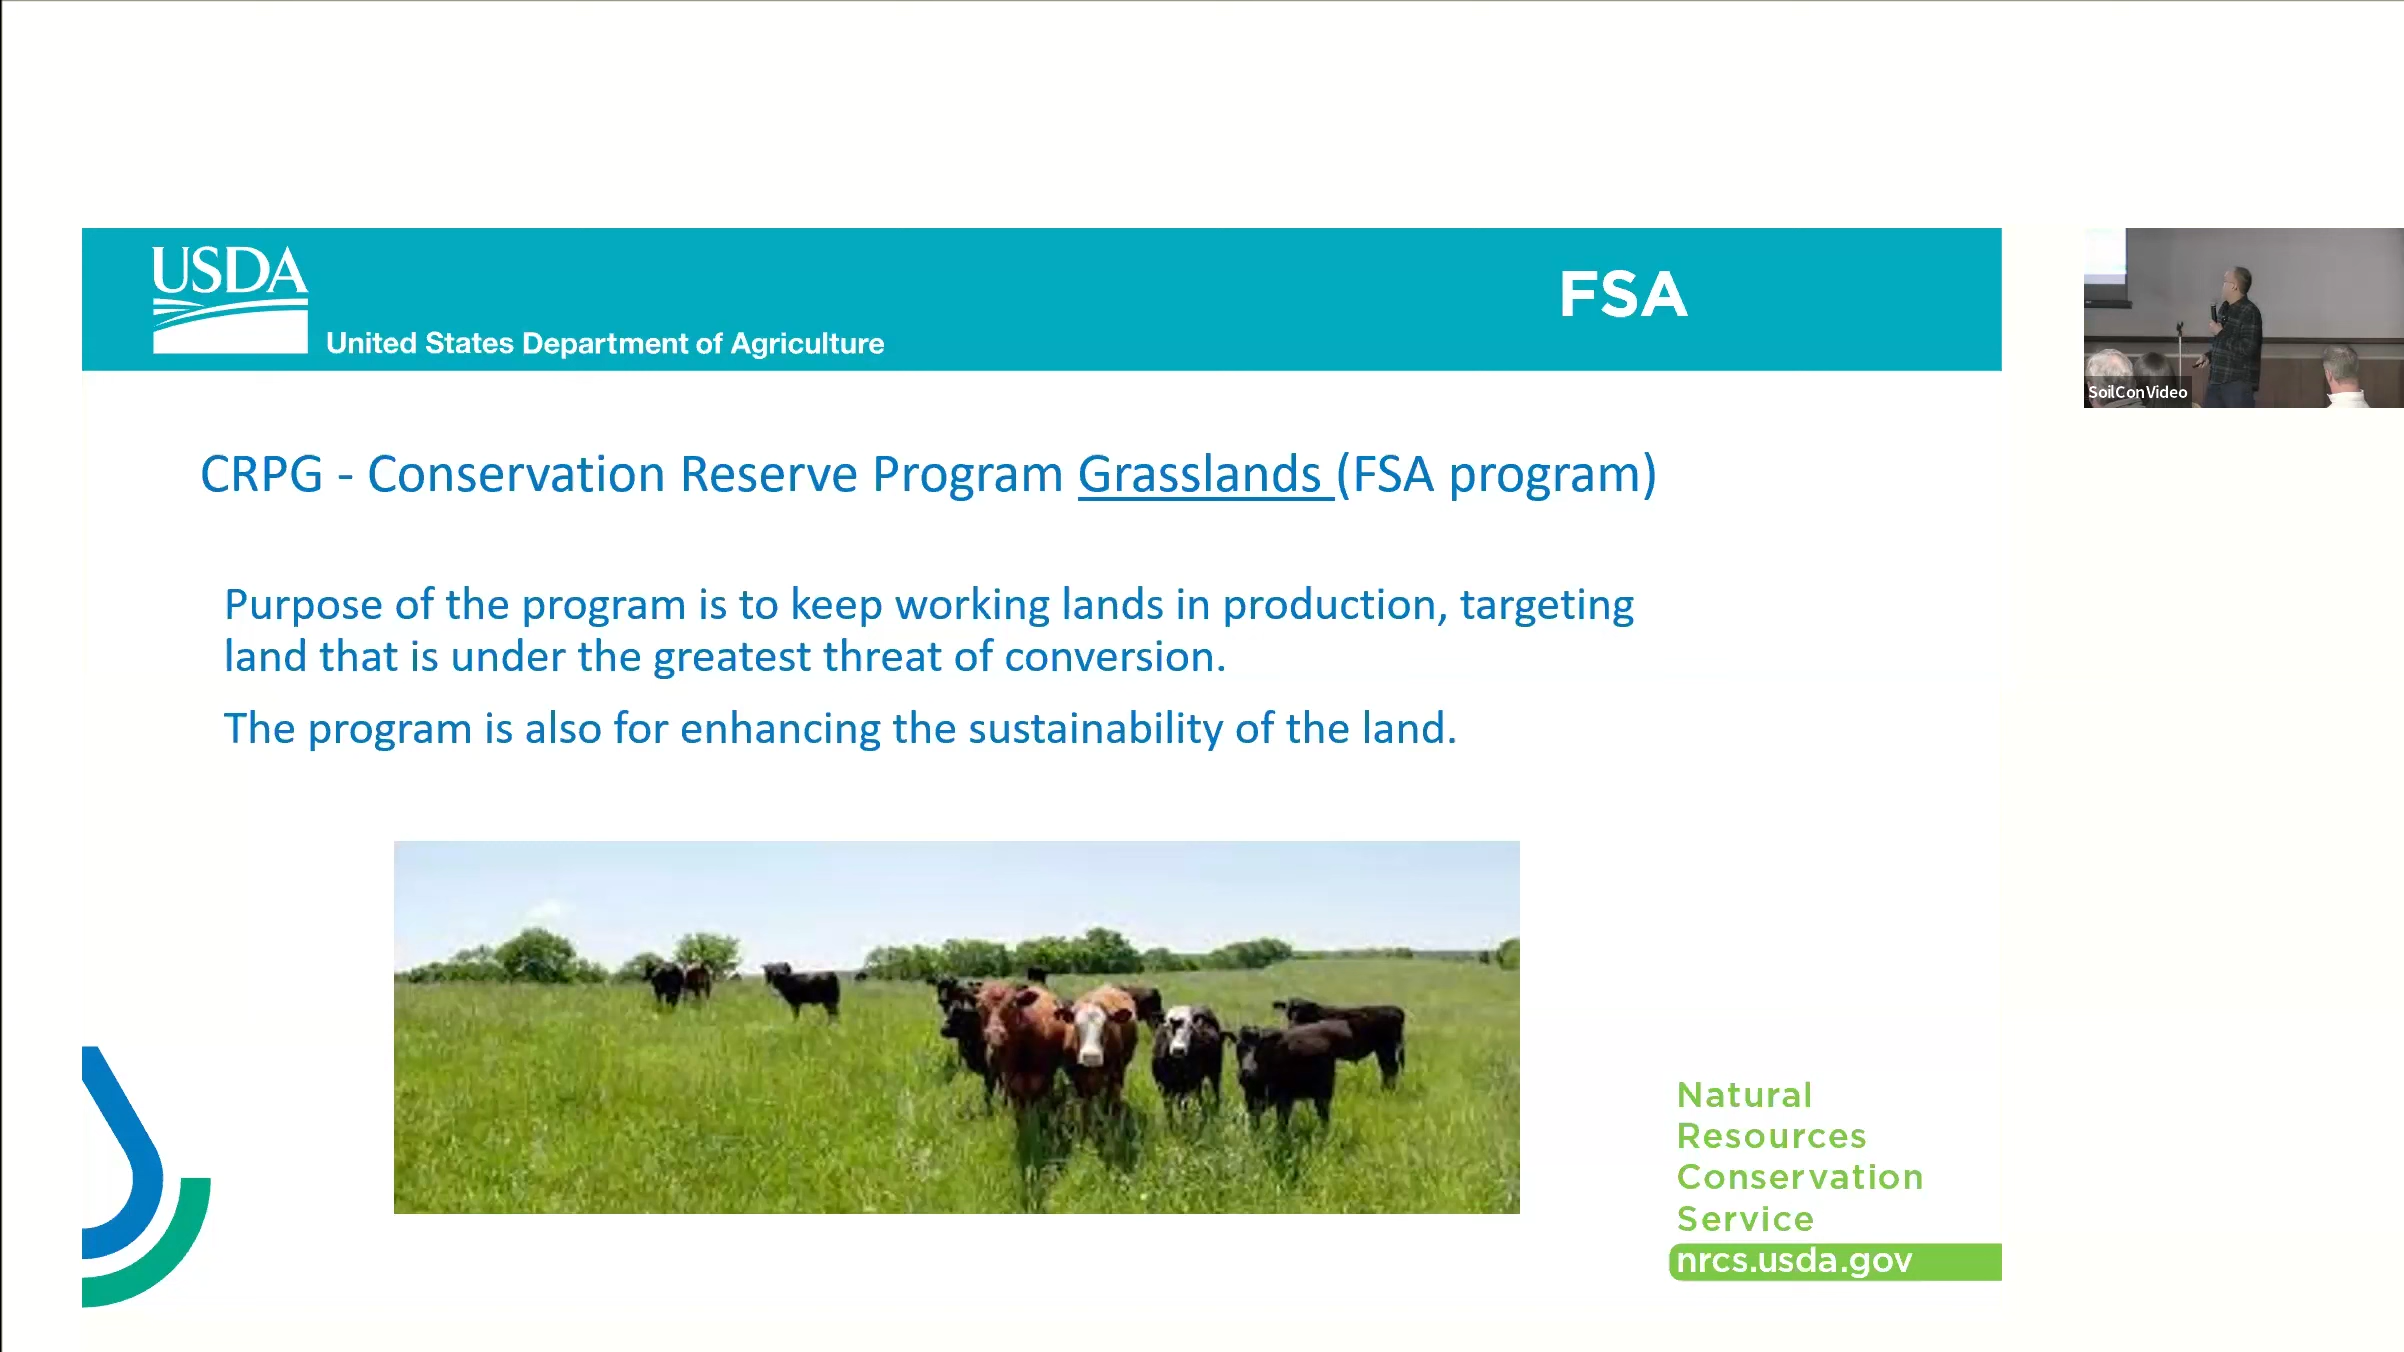 USDA
United States Department of Agriculture
FSA
CRPG - Conservation Reserve Program Grasslands (FSA program)
Purpose of the program is to keep working lands in production, targeting
land that is under the greatest threat of conversion.
The program is also for enhancing the sustainability of the land.
Natural
Resources
Conservation
Service
nrcs.usda.gov
SoilConVideo